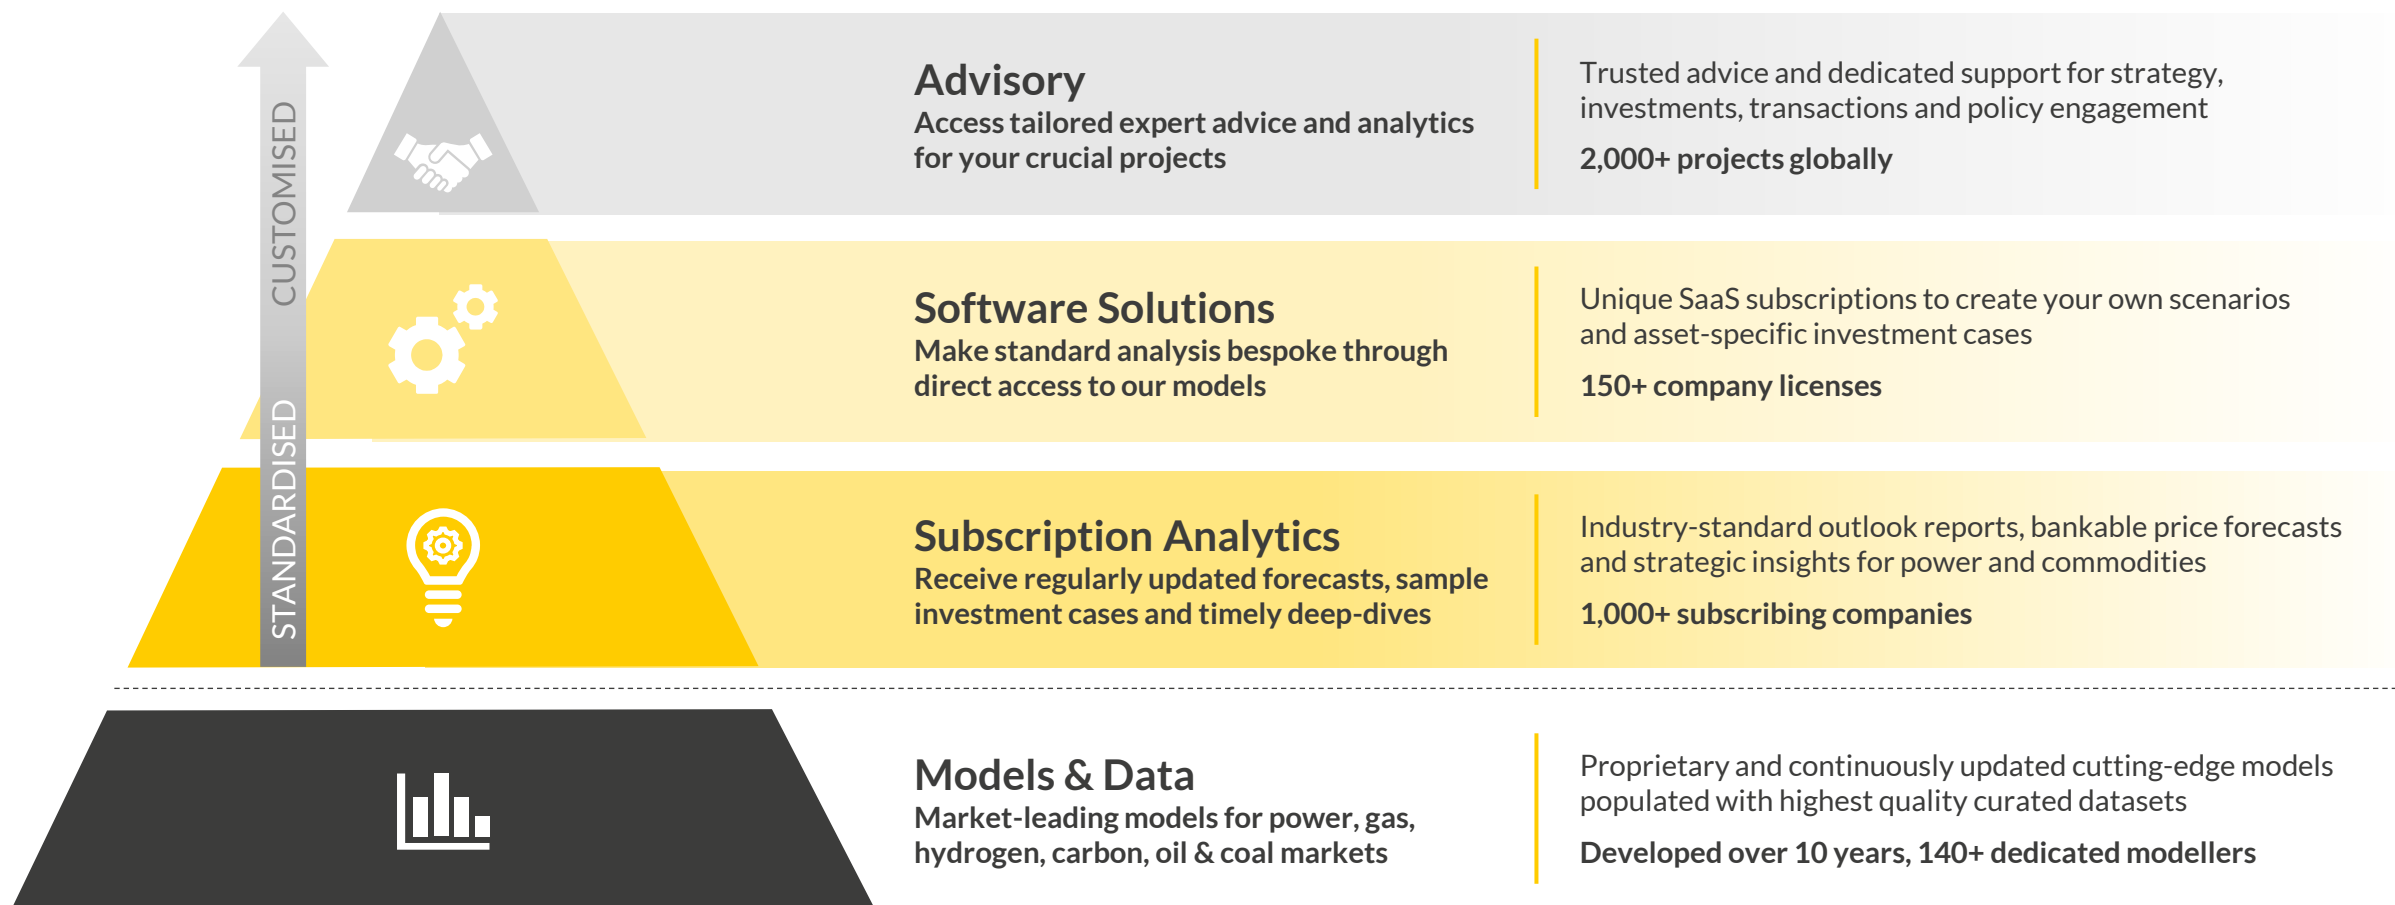 CUSTOMISED
STANDARDISED
Advisory
Access tailored expert advice and analytics
for your crucial projects
Trusted advice and dedicated support for strategy,
investments, transactions and policy engagement
2,000+ projects globally
Software Solutions
Make standard analysis bespoke through
direct access to our models
Unique SaaS subscriptions to create your own scenarios
and asset-specific investment cases
150+ company licenses
Subscription Analytics
Receive regularly updated forecasts, sample
investment cases and timely deep-dives
Industry-standard outlook reports, bankable price forecasts
and strategic insights for power and commodities
1,000+ subscribing companies
Models & Data
Market-leading models for power, gas,
hydrogen, carbon, oil & coal markets
Proprietary and continuously updated cutting-edge models
populated with highest quality curated datasets
Developed over 10 years, 140+ dedicated modellers